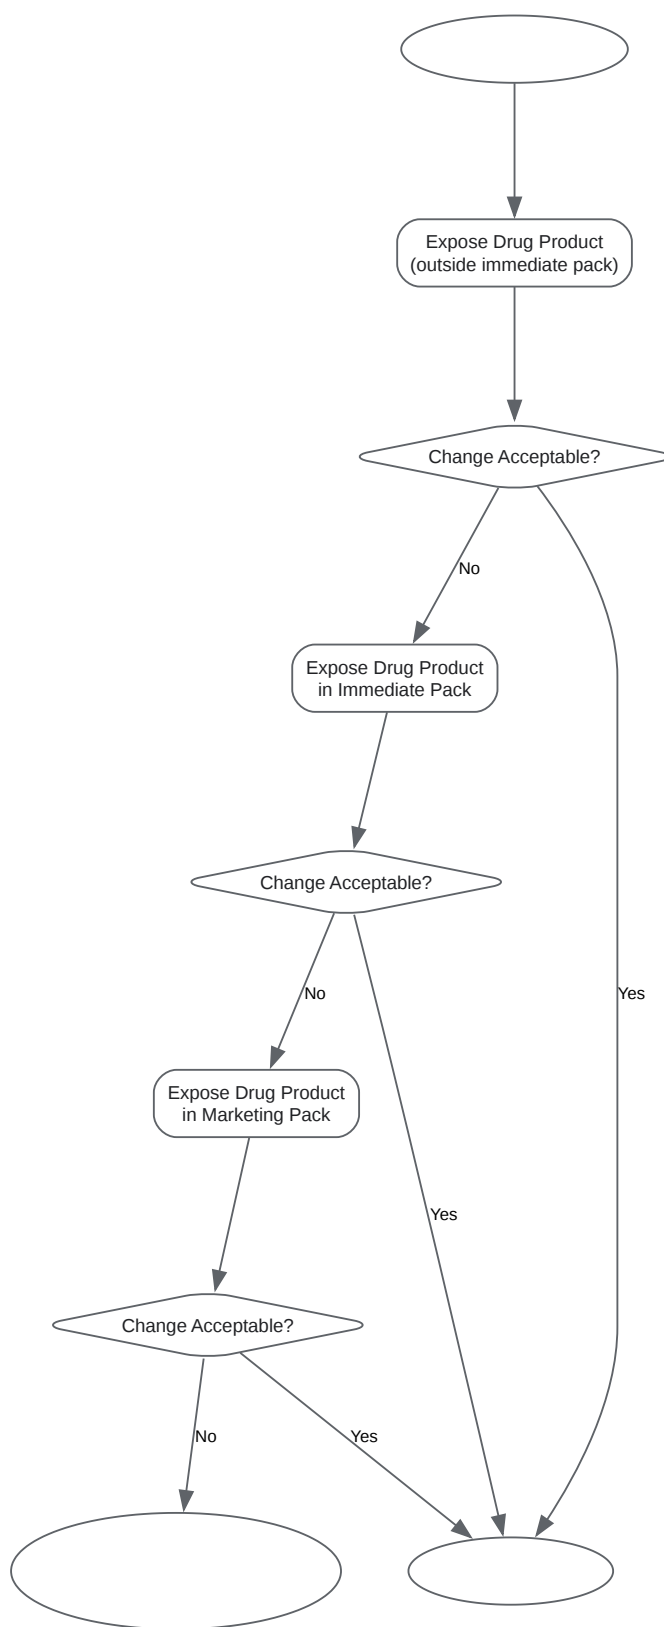 Expose Drug Product
(outside immediate pack)
Change Acceptable?
No
Expose Drug Product
in Immediate Pack
Change Acceptable?
No
Yes
Expose Drug Product
in Marketing Pack
Yes
Change Acceptable?
No
Yes